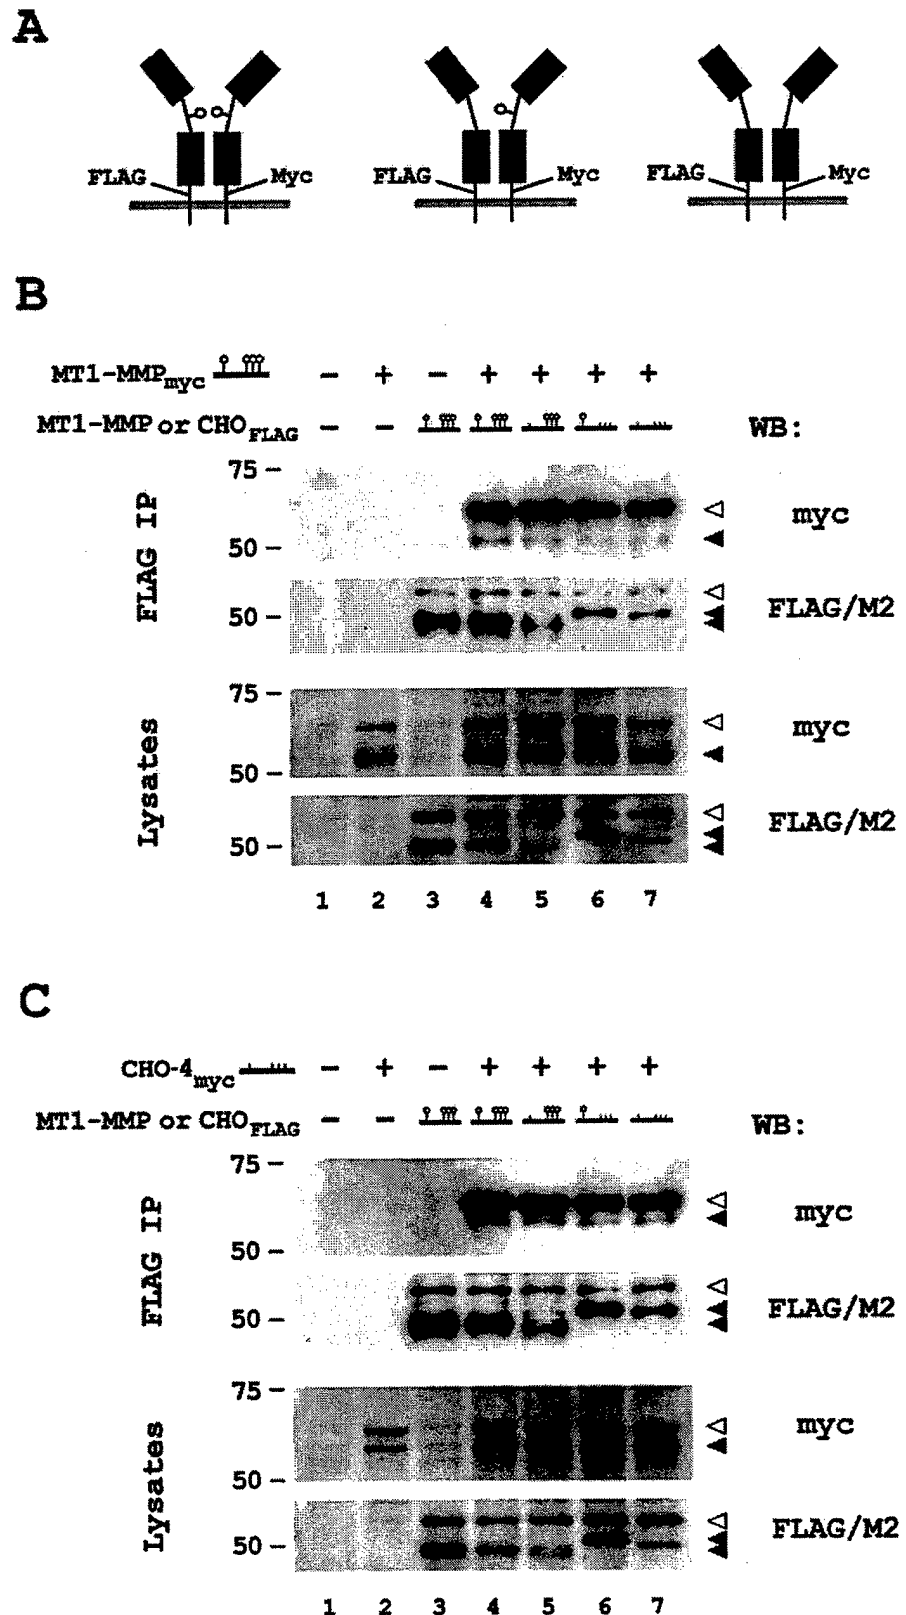 A
FLAG Myc FLAG Myc FLAG Myc
B
MT1-MMPmyc - + - + + + +
MT1-MMP or CHOFLAG - - WB:
75 -
FLAG IP
myc
50 -
50 -
FLAG/M2
75 -
Lysates
myc
50 -
50 -
FLAG/M2
1 2 3 4 5 6 7
C
CHO-4myc - + - + + + +
MT1-MMP or CHOFLAG - - WB:
75 -
FLAG IP
myc
50 -
50 -
FLAG/M2
75 -
Lysates
myc
50 -
50 -
FLAG/M2
1 2 3 4 5 6 7